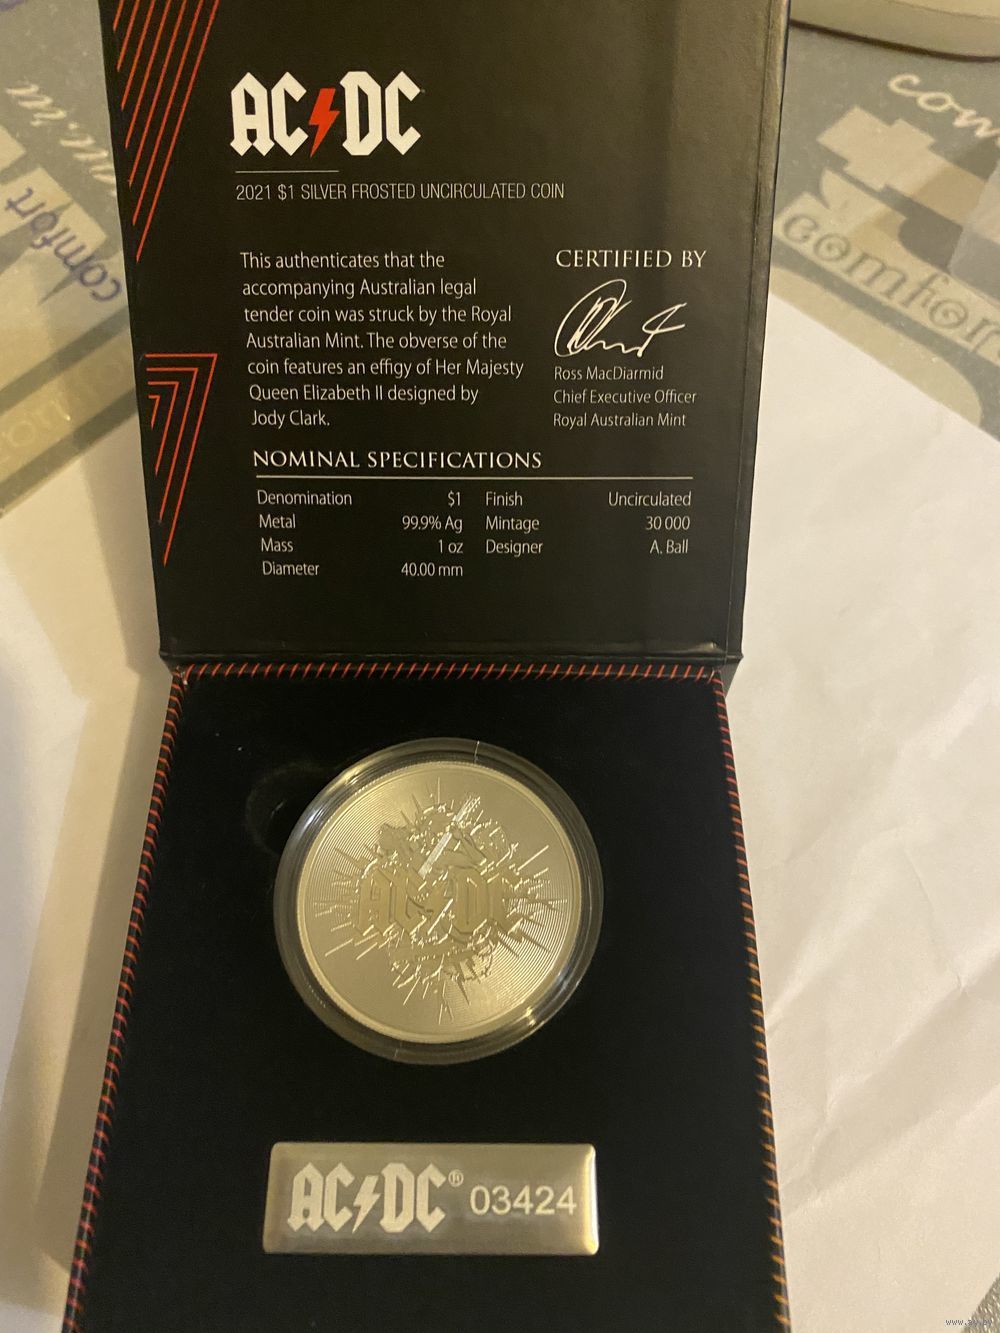 AC DC
2021 $1 SILVER FROSTED UNCIRCULATED COIN
This authenticates that the
accompanying Australian legal
tender coin was struck by the Royal
Australian Mint. The obverse of the
coin features an effigy of Her Majesty
Queen Elizabeth II designed by
Jody Clark.
CERTIFIED BY
Ross MacDiarmid
Chief Executive Officer
Royal Australian Mint
NOMINAL SPECIFICATIONS
Denomination $1 Finish Uncirculated
Metal 99.9% Ag Mintage 30 000
Mass 1 oz Designer A. Ball
Diameter 40.00 mm
AC DC
AC DC® 03424
comfort